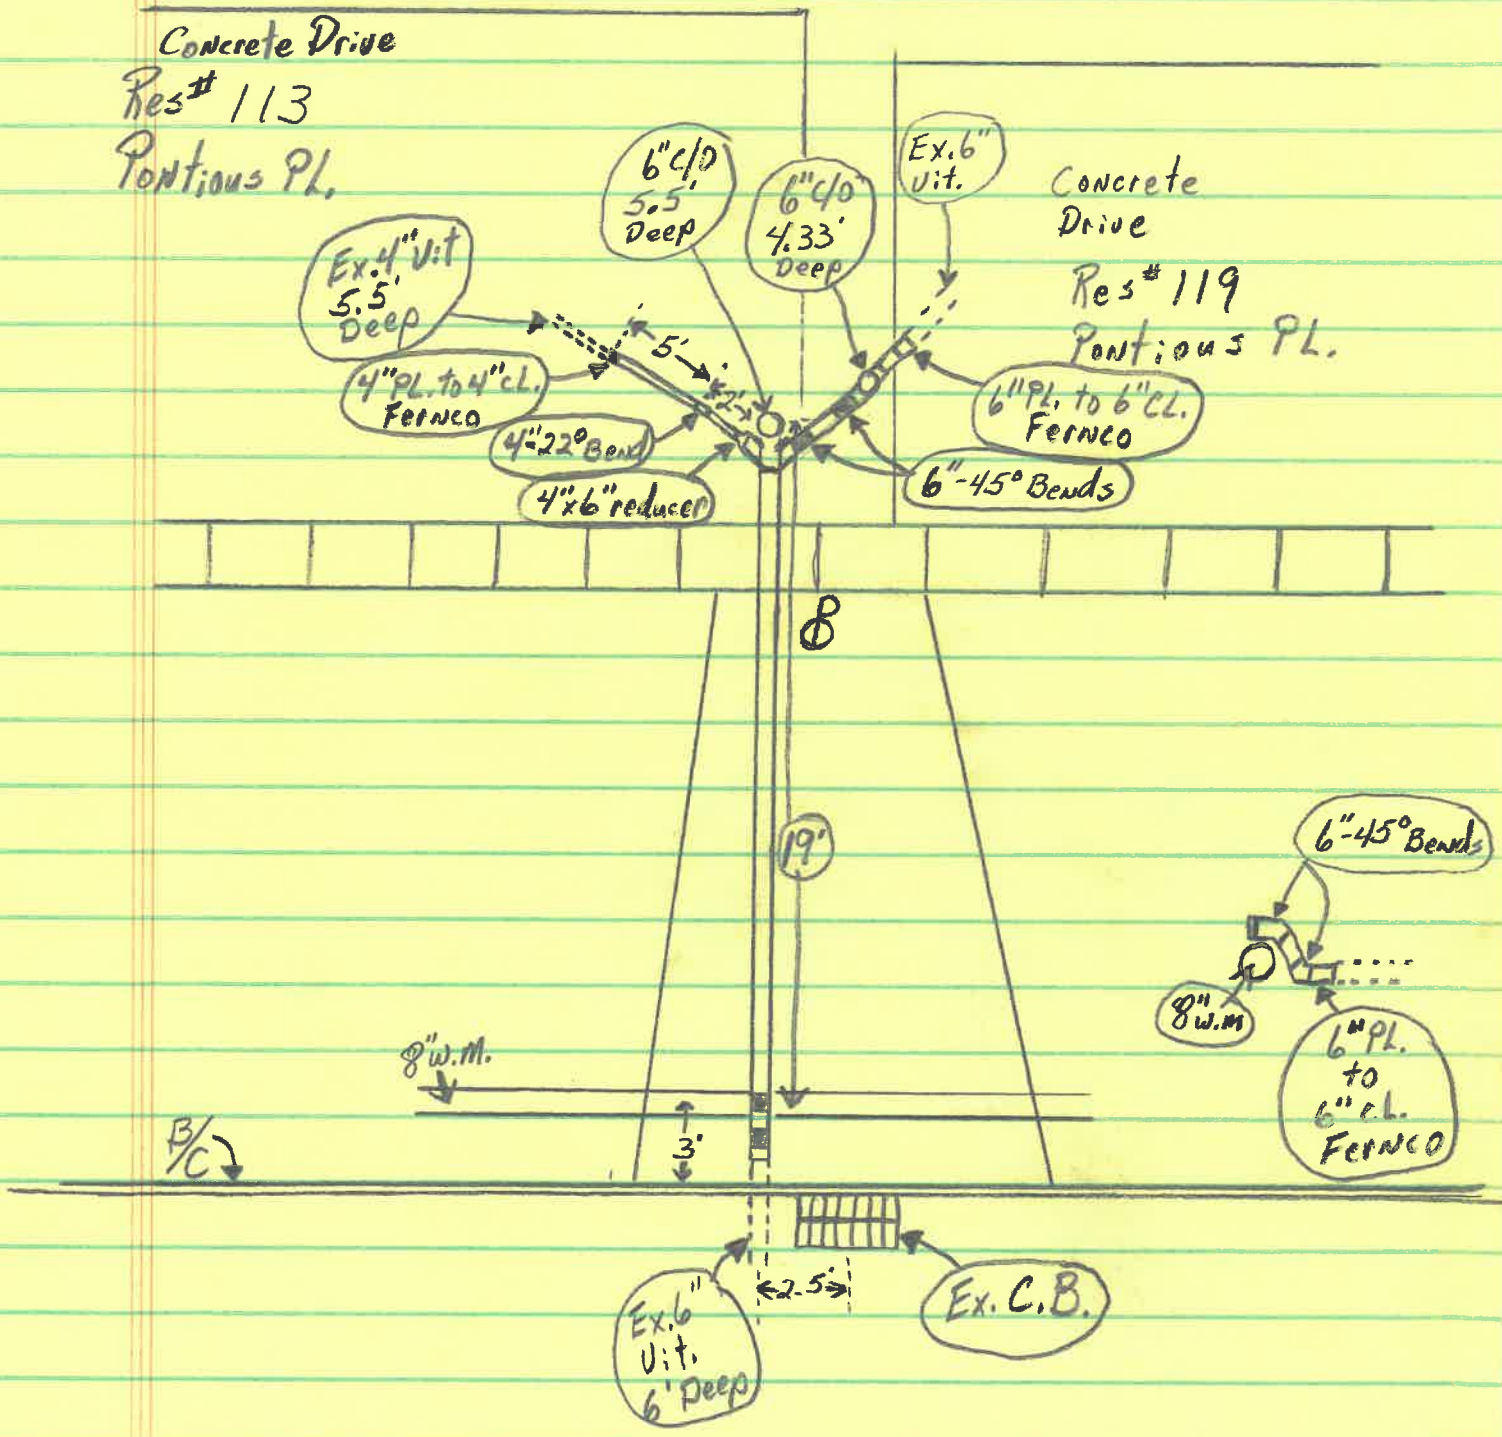 Concrete Drive
Res# 113
Pontious PL.
6" C/O
5.5'
Deep
6" C/O
4.33'
Deep
Ex. 6"
Vit.
Concrete
Drive
Res# 119
Pontious PL.
Ex. 4" Vit
5.5'
Deep
5'
2'
4" PL. to 4" CL.
Fernco
4"-22° Bend
4"x6" reducer
6" PL. to 6" CL.
Fernco
6"-45° Bends
19'
6"-45° Bends
8"
W.M
6" PL.
to
6" CL.
Fernco
8" W.M.
B/C
3'
2.5'
Ex. 6"
Vit.
6' Deep
Ex. C.B.